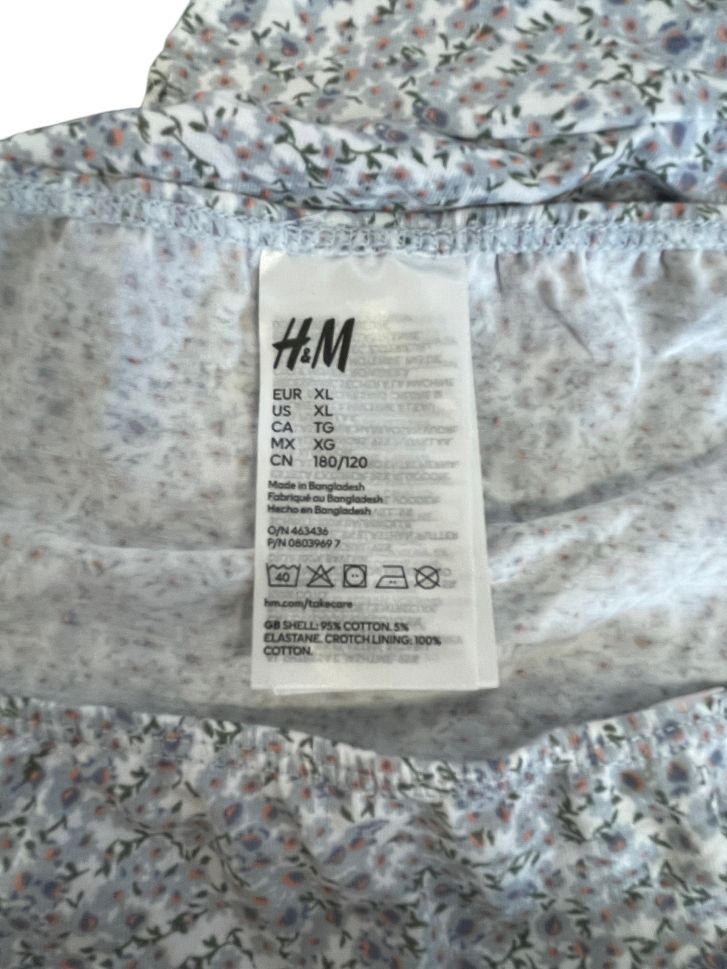 H&M
EUR XL
US XL
CA TG
MX XG
CN 180/120
Made in Bangladesh
Fabriqué au Bangladesh
Hecho en Bangladesh
O/N 463436
P/N 0803969 7
40
hm.com/takecare
GB SHELL: 95% COTTON. 5%
ELASTANE. CROTCH LINING: 100%
COTTON.